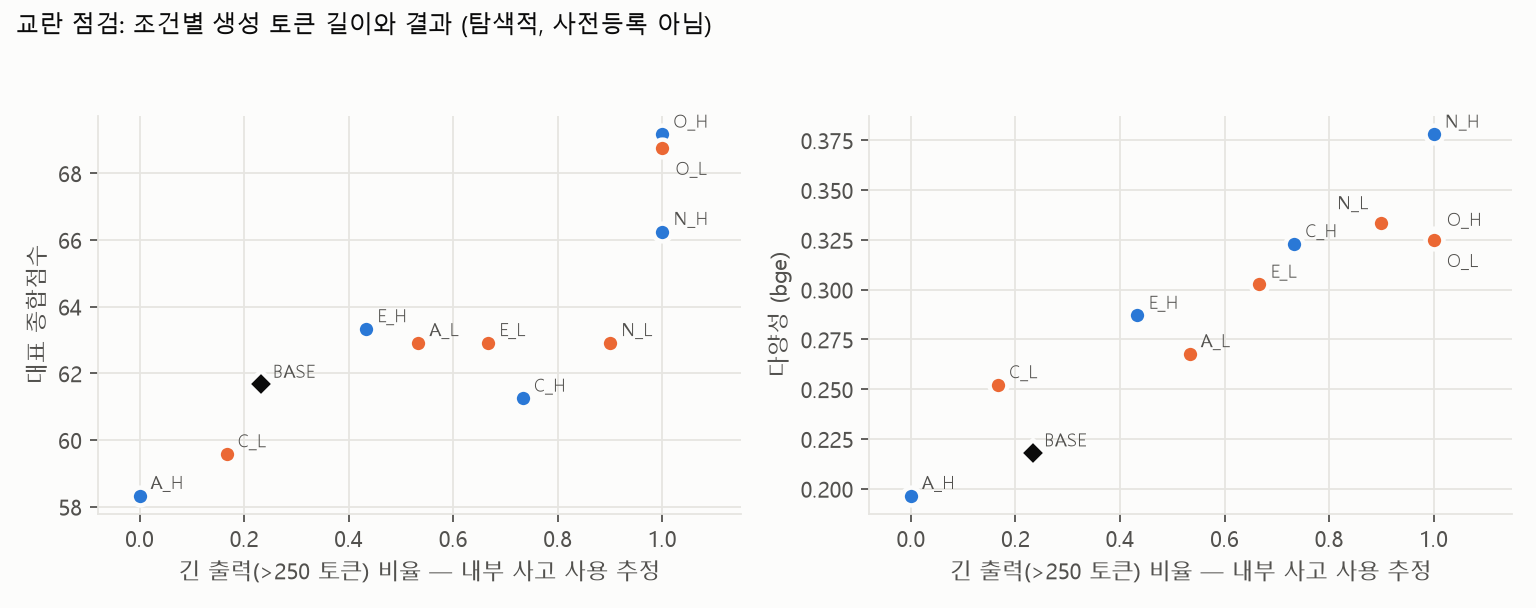 교란 점검: 조건별 생성 토큰 길이와 결과 (탐색적, 사전등록 아님)
대표 종합점수
68
66
64
62
60
58
O_H
O_L
N_H
E_H
A_L
E_L
N_L
BASE
C_H
C_L
A_H
0.0 0.2 0.4 0.6 0.8 1.0
긴 출력(>250 토큰) 비율 — 내부 사고 사용 추정
다양성 (bge)
0.375
0.350
0.325
0.300
0.275
0.250
0.225
0.200
N_H
N_L
O_H
C_H
O_L
E_L
E_H
A_L
C_L
BASE
A_H
0.0 0.2 0.4 0.6 0.8 1.0
긴 출력(>250 토큰) 비율 — 내부 사고 사용 추정